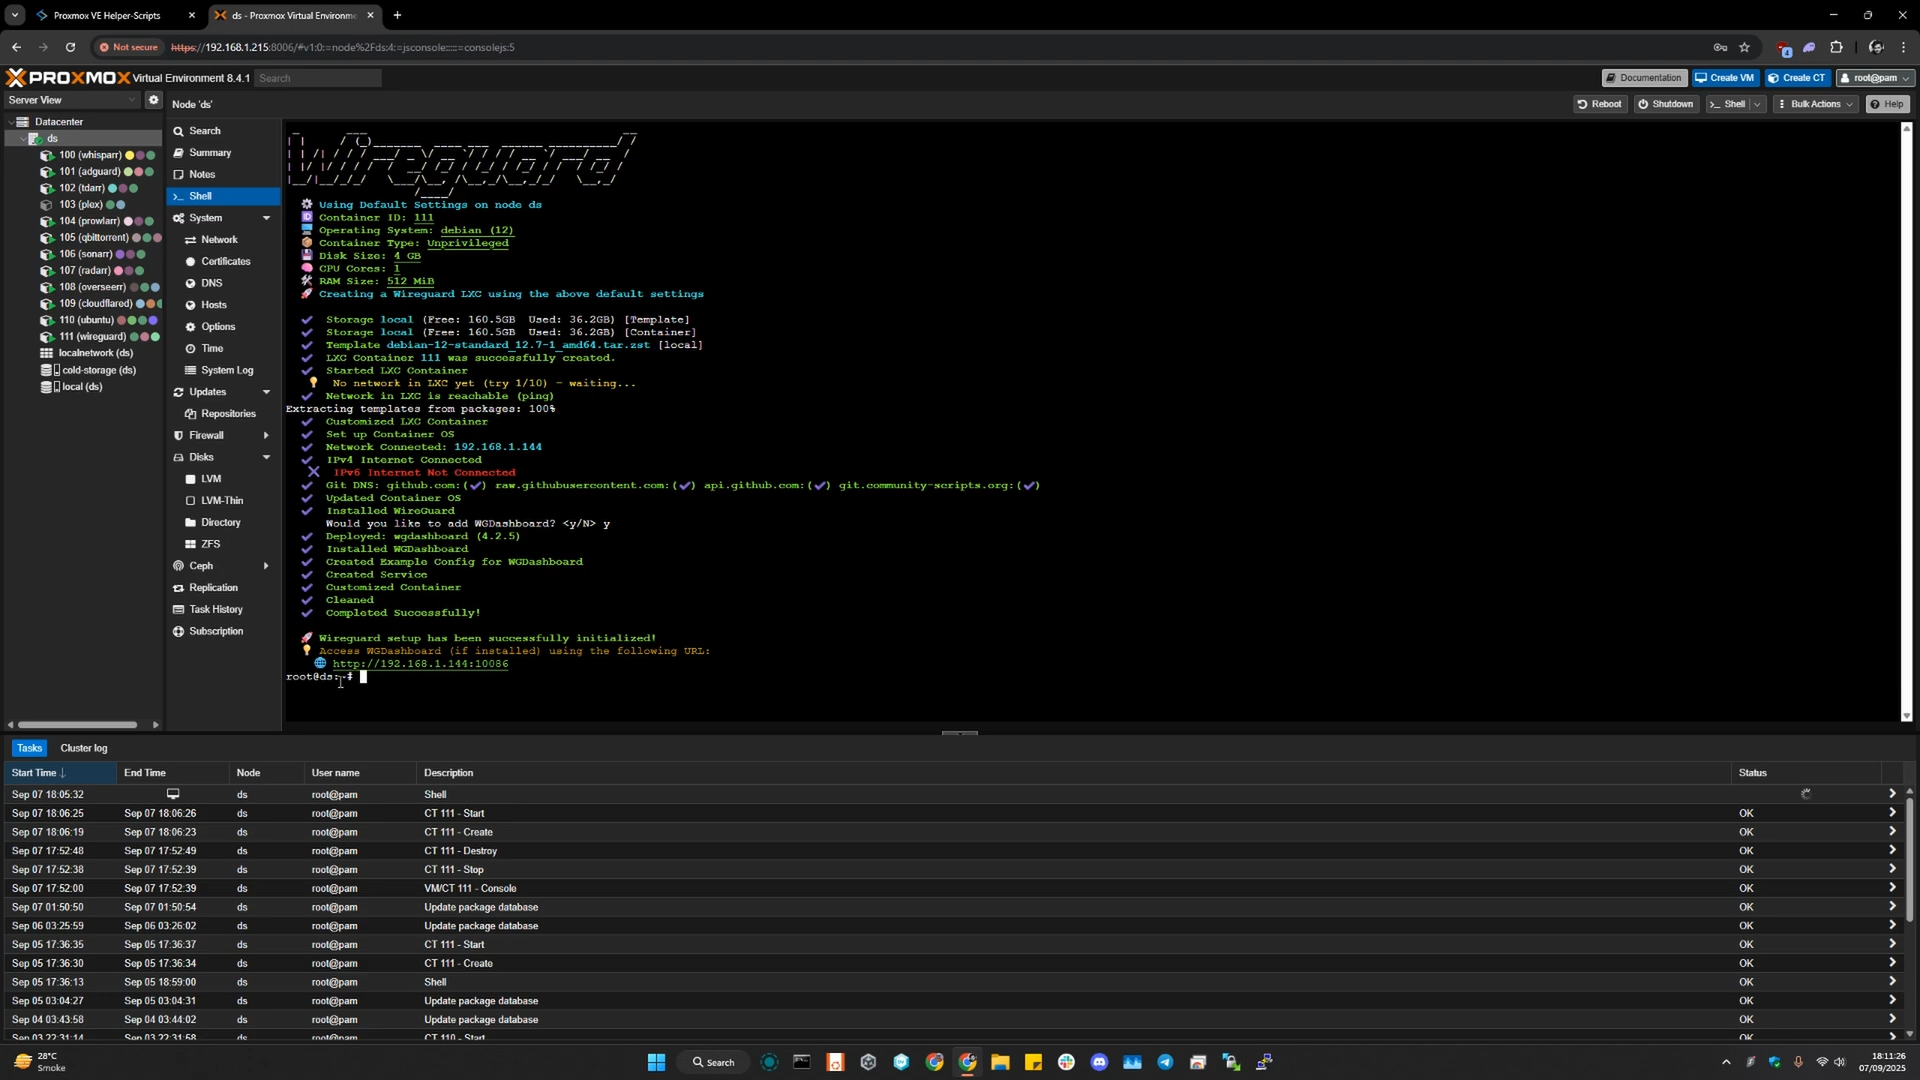 Proxmox VE Helper-Scripts
ds - Proxmox Virtual Environme
Not secure
https://192.168.1.215:8006/#v1:0:=node%2Fds:4:=jsconsole:::::=consolejs:5
PROXMOX Virtual Environment 8.4.1
Search
Documentation
Create VM
Create CT
root@pam
Server View
Node 'ds'
Reboot
Shutdown
Shell
Bulk Actions
Help
Datacenter
ds
100 (whisparr)
101 (adguard)
102 (tdarr)
103 (plex)
104 (prowlarr)
105 (qbittorrent)
106 (sonarr)
107 (radarr)
108 (overseerr)
109 (cloudflared)
110 (ubuntu)
111 (wireguard)
localnetwork (ds)
cold-storage (ds)
local (ds)
Search
Summary
Notes
Shell
System
Network
Certificates
DNS
Hosts
Options
Time
System Log
Updates
Repositories
Firewall
Disks
LVM
LVM-Thin
Directory
ZFS
Ceph
Replication
Task History
Subscription
Wireguard
Using Default Settings on node ds
Container ID: 111
Operating System: debian (12)
Container Type: Unprivileged
Disk Size: 4 GB
CPU Cores: 1
RAM Size: 512 MiB
Creating a Wireguard LXC using the above default settings
Storage local (Free: 160.5GB  Used: 36.2GB) [Template]
Storage local (Free: 160.5GB  Used: 36.2GB) [Container]
Template debian-12-standard_12.7-1_amd64.tar.zst [local]
LXC Container 111 was successfully created.
Started LXC Container
No network in LXC yet (try 1/10) - waiting...
Network in LXC is reachable (ping)
Extracting templates from packages: 100%
Customized LXC Container
Set up Container OS
Network Connected: 192.168.1.144
IPv4 Internet Connected
IPv6 Internet Not Connected
Git DNS: github.com:(✔) raw.githubusercontent.com:(✔) api.github.com:(✔) git.community-scripts.org:(✔)
Updated Container OS
Installed WireGuard
Would you like to add WGDashboard? <y/N> y
Deployed: wgdashboard (4.2.5)
Installed WGDashboard
Created Example Config for WGDashboard
Created Service
Customized Container
Cleaned
Completed Successfully!
Wireguard setup has been successfully initialized!
Access WGDashboard (if installed) using the following URL:
http://192.168.1.144:10086
root@ds:~#
Tasks
Cluster log
Start Time End Time Node User name Description Status
Sep 07 18:05:32 ds root@pam Shell
Sep 07 18:06:25 Sep 07 18:06:26 ds root@pam CT 111 - Start OK
Sep 07 18:06:19 Sep 07 18:06:23 ds root@pam CT 111 - Create OK
Sep 07 17:52:48 Sep 07 17:52:49 ds root@pam CT 111 - Destroy OK
Sep 07 17:52:38 Sep 07 17:52:39 ds root@pam CT 111 - Stop OK
Sep 07 17:52:00 Sep 07 17:52:39 ds root@pam VM/CT 111 - Console OK
Sep 07 01:50:50 Sep 07 01:50:54 ds root@pam Update package database OK
Sep 06 03:25:59 Sep 06 03:26:02 ds root@pam Update package database OK
Sep 05 17:36:35 Sep 05 17:36:37 ds root@pam CT 111 - Start OK
Sep 05 17:36:30 Sep 05 17:36:34 ds root@pam CT 111 - Create OK
Sep 05 17:36:13 Sep 05 18:59:00 ds root@pam Shell OK
Sep 05 03:04:27 Sep 05 03:04:31 ds root@pam Update package database OK
Sep 04 03:43:58 Sep 04 03:44:02 ds root@pam Update package database OK
Sep 03 22:31:14 Sep 03 22:31:58 ds root@pam CT 110 - Start OK
28°C
Smoke
Search
18:11:26
07/09/2025